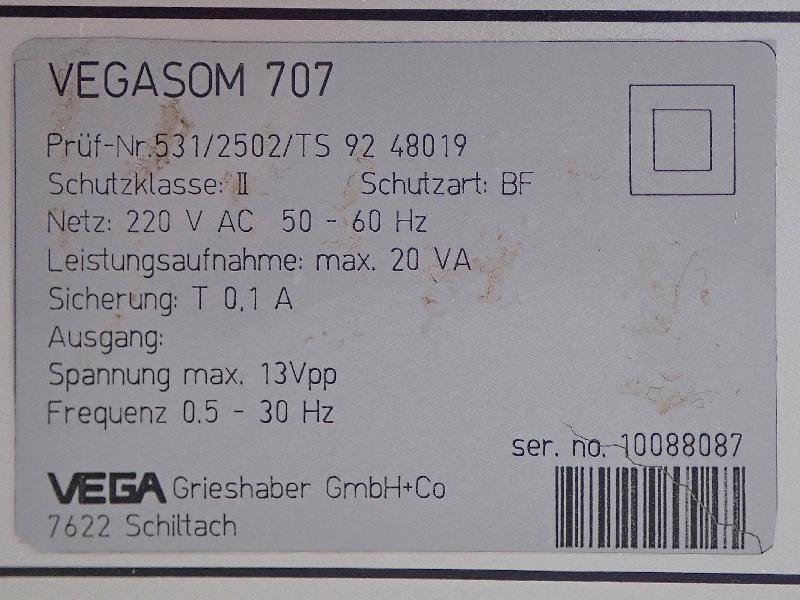 VEGASOM 707
Prüf-Nr.531/2502/TS 92 48019
Schutzklasse: II Schutzart: BF
Netz: 220 V AC 50 - 60 Hz
Leistungsaufnahme: max. 20 VA
Sicherung: T 0,1 A
Ausgang:
Spannung max. 13Vpp
Frequenz 0.5 - 30 Hz
ser. no. 10088087
VEGA Grieshaber GmbH+Co
7622 Schiltach